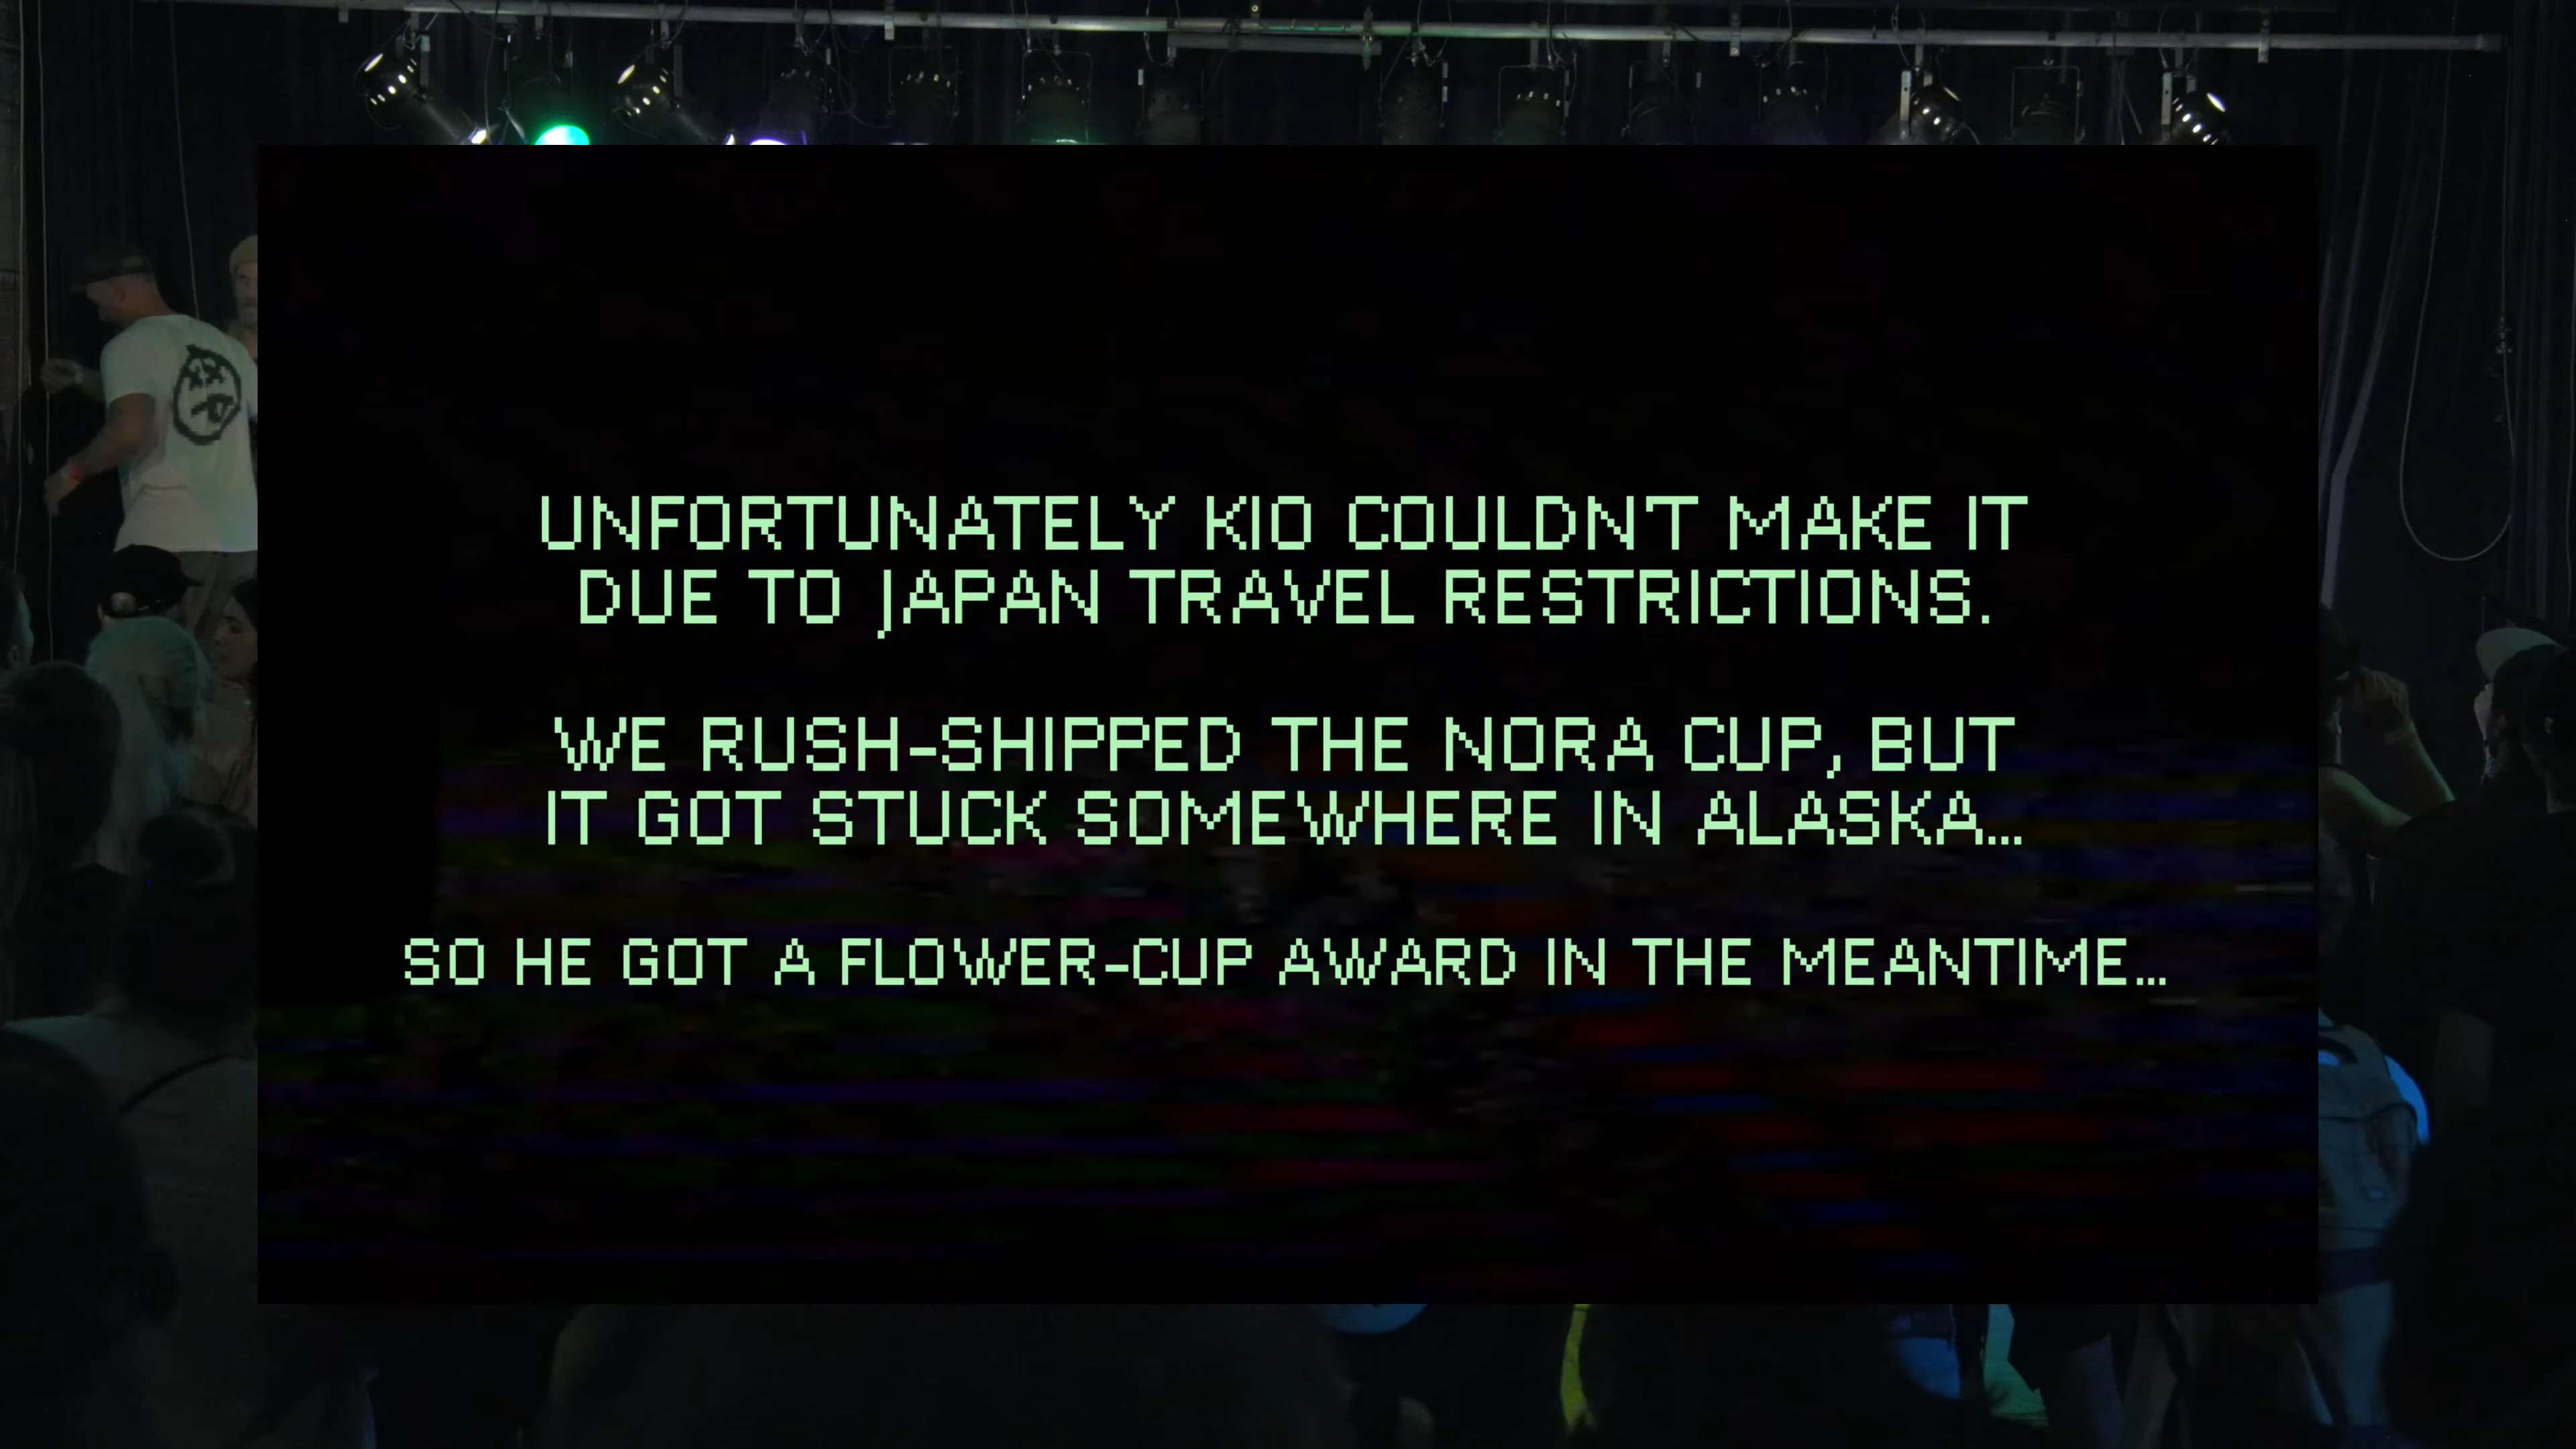 UNFORTUNATELY KIO COULDN'T MAKE IT
DUE TO JAPAN TRAVEL RESTRICTIONS.
WE RUSH-SHIPPED THE NORA CUP, BUT
IT GOT STUCK SOMEWHERE IN ALASKA...
SO HE GOT A FLOWER-CUP AWARD IN THE MEANTIME...